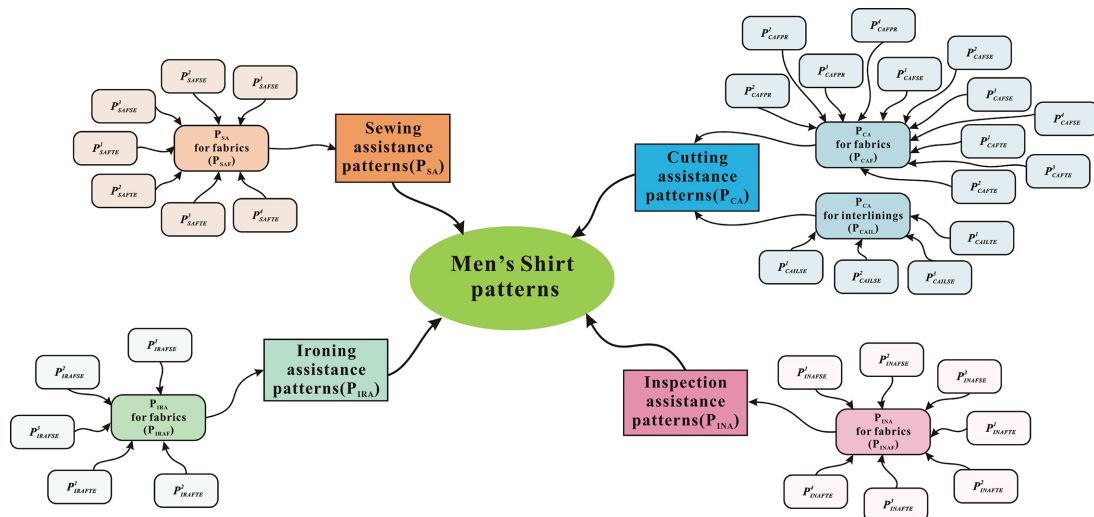 P²SAFSE
P¹SAFSE
P³SAFSE
P¹SAFTE
P²SAFTE
P³SAFTE
P⁴SAFTE
PSA
for fabrics
(PSAF)
Sewing
assistance
patterns(PSA)
P¹CAFPR
P⁴CAFPR
P³CAFPR
P²CAFPR
P¹CAFSE
P²CAFSE
P³CAFSE
P⁴CAFSE
P¹CAFTE
P³CAFTE
P²CAFTE
PCA
for fabrics
(PCAF)
Cutting
assistance
patterns(PCA)
PCA
for interlinings
(PCAIL)
P¹CAILTE
P¹CAILSE
P²CAILSE
P³CAILSE
Men's Shirt
patterns
P¹IRAFSE
P²IRAFSE
P³IRAFSE
P¹IRAFTE
P²IRAFTE
PIRA
for fabrics
(PIRAF)
Ironing
assistance
patterns(PIRA)
Inspection
assistance
patterns(PINA)
P¹INAFSE
P²INAFSE
P³INAFSE
PINA
for fabrics
(PINAF)
P¹INAFTE
P²INAFTE
P³INAFTE
P⁴INAFTE